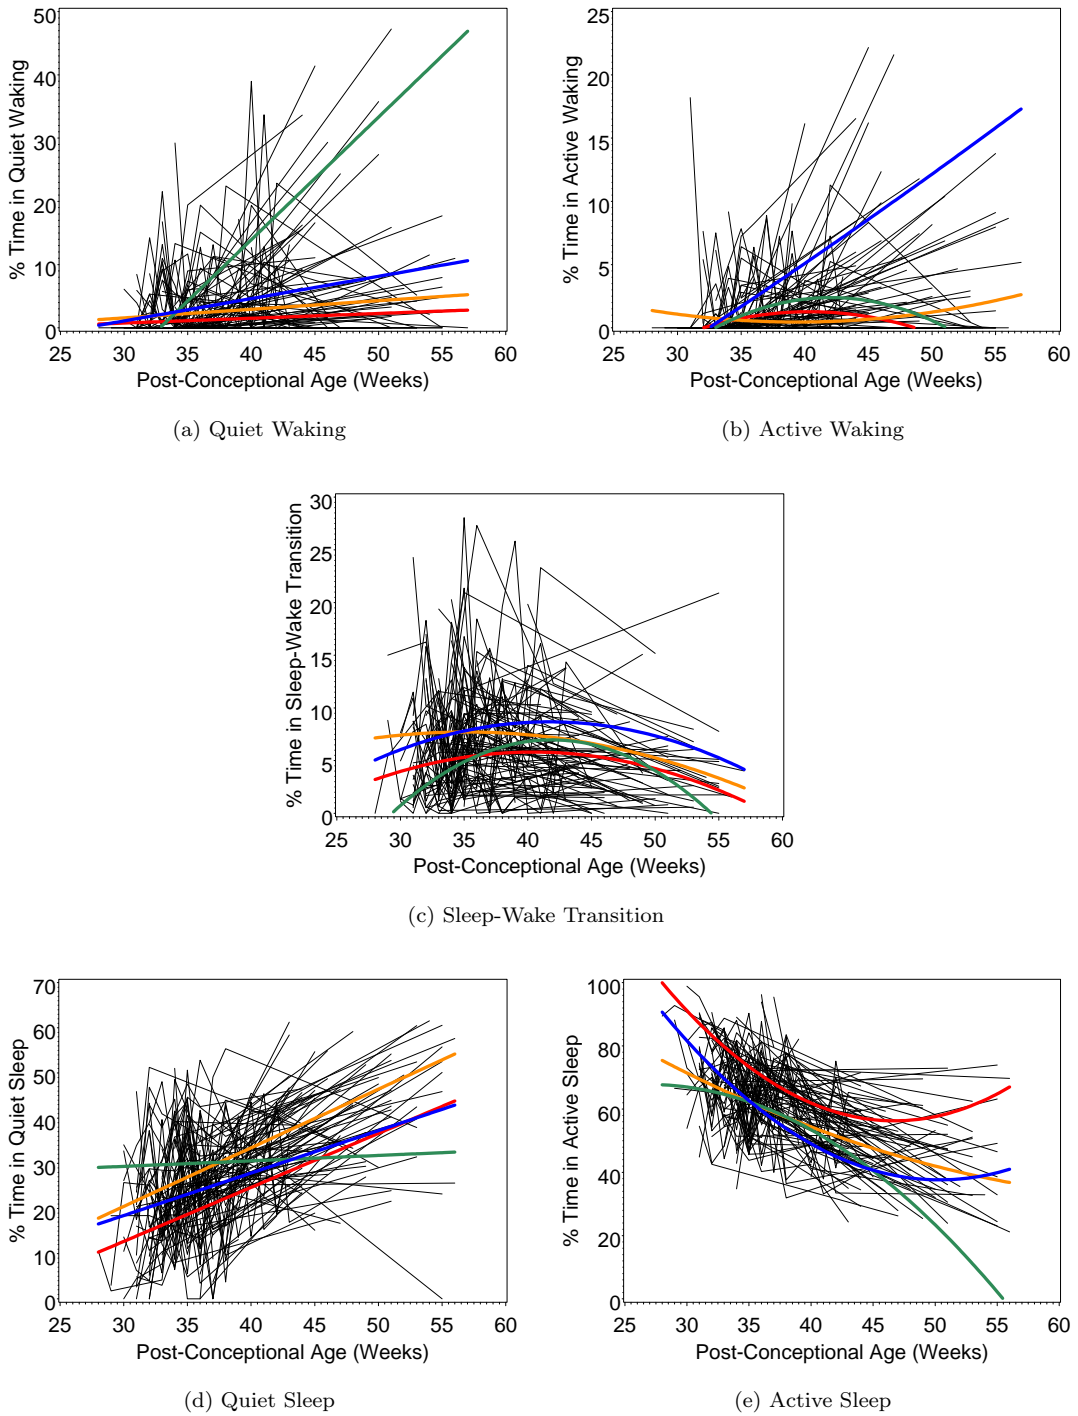 % Time in Quiet Waking
50
40
30
20
10
0
25 30 35 40 45 50 55 60
Post-Conceptional Age (Weeks)
(a) Quiet Waking
% Time in Active Waking
25
20
15
10
5
0
25 30 35 40 45 50 55 60
Post-Conceptional Age (Weeks)
(b) Active Waking
% Time in Sleep-Wake Transition
30
25
20
15
10
5
0
25 30 35 40 45 50 55 60
Post-Conceptional Age (Weeks)
(c) Sleep-Wake Transition
% Time in Quiet Sleep
70
60
50
40
30
20
10
0
25 30 35 40 45 50 55 60
Post-Conceptional Age (Weeks)
(d) Quiet Sleep
% Time in Active Sleep
100
80
60
40
20
0
25 30 35 40 45 50 55 60
Post-Conceptional Age (Weeks)
(e) Active Sleep